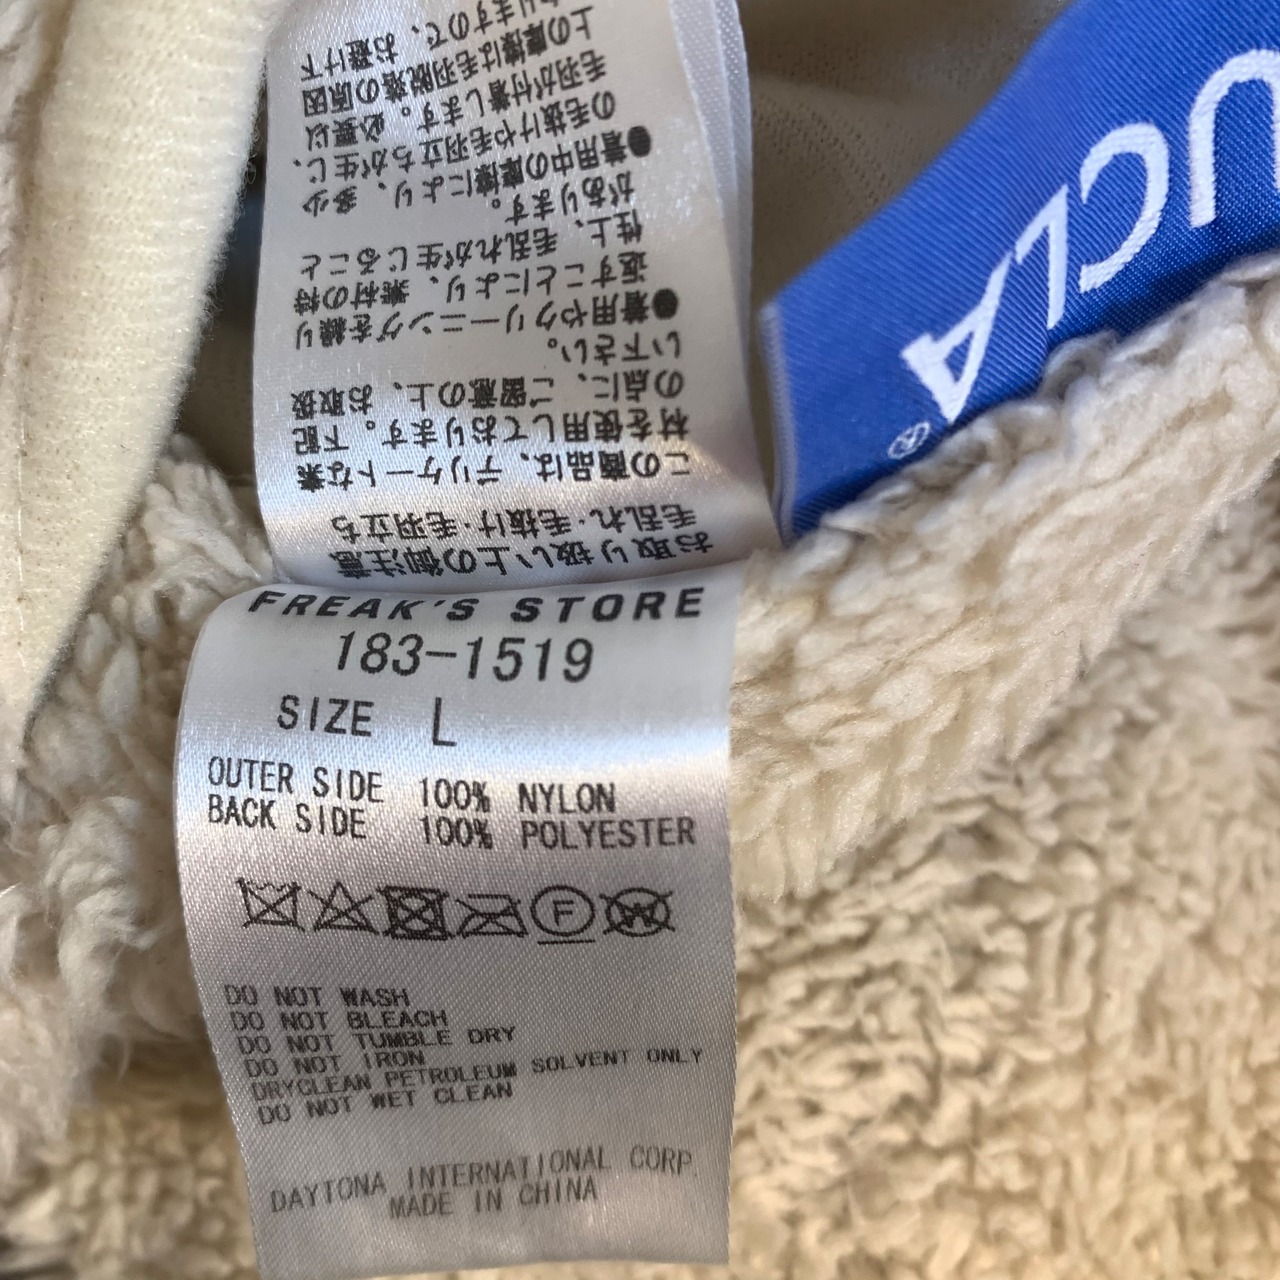 お取り扱い上の御注意
毛乱れ・毛抜け・毛羽立ち
この商品は、デリケートな素
材を使用しております。下記
の点に、ご留意の上、お取扱
い下さい。
●着用やクリーニングを繰り
返すことにより、素材の特
性上、毛乱れが生じること
があります。
●着用中の摩擦により、多少
の毛抜けや毛羽立ちが生じ、
毛羽が付着します。必要以
上の摩擦は毛羽脱落の原因
なりますので、お避け下
UCLA®
FREAK'S STORE
183-1519
SIZE L
OUTER SIDE 100% NYLON
BACK SIDE 100% POLYESTER
F W
DO NOT WASH
DO NOT BLEACH
DO NOT TUMBLE DRY
DO NOT IRON
DRYCLEAN PETROLEUM SOLVENT ONLY
DO NOT WET CLEAN
DAYTONA INTERNATIONAL CORP.
MADE IN CHINA